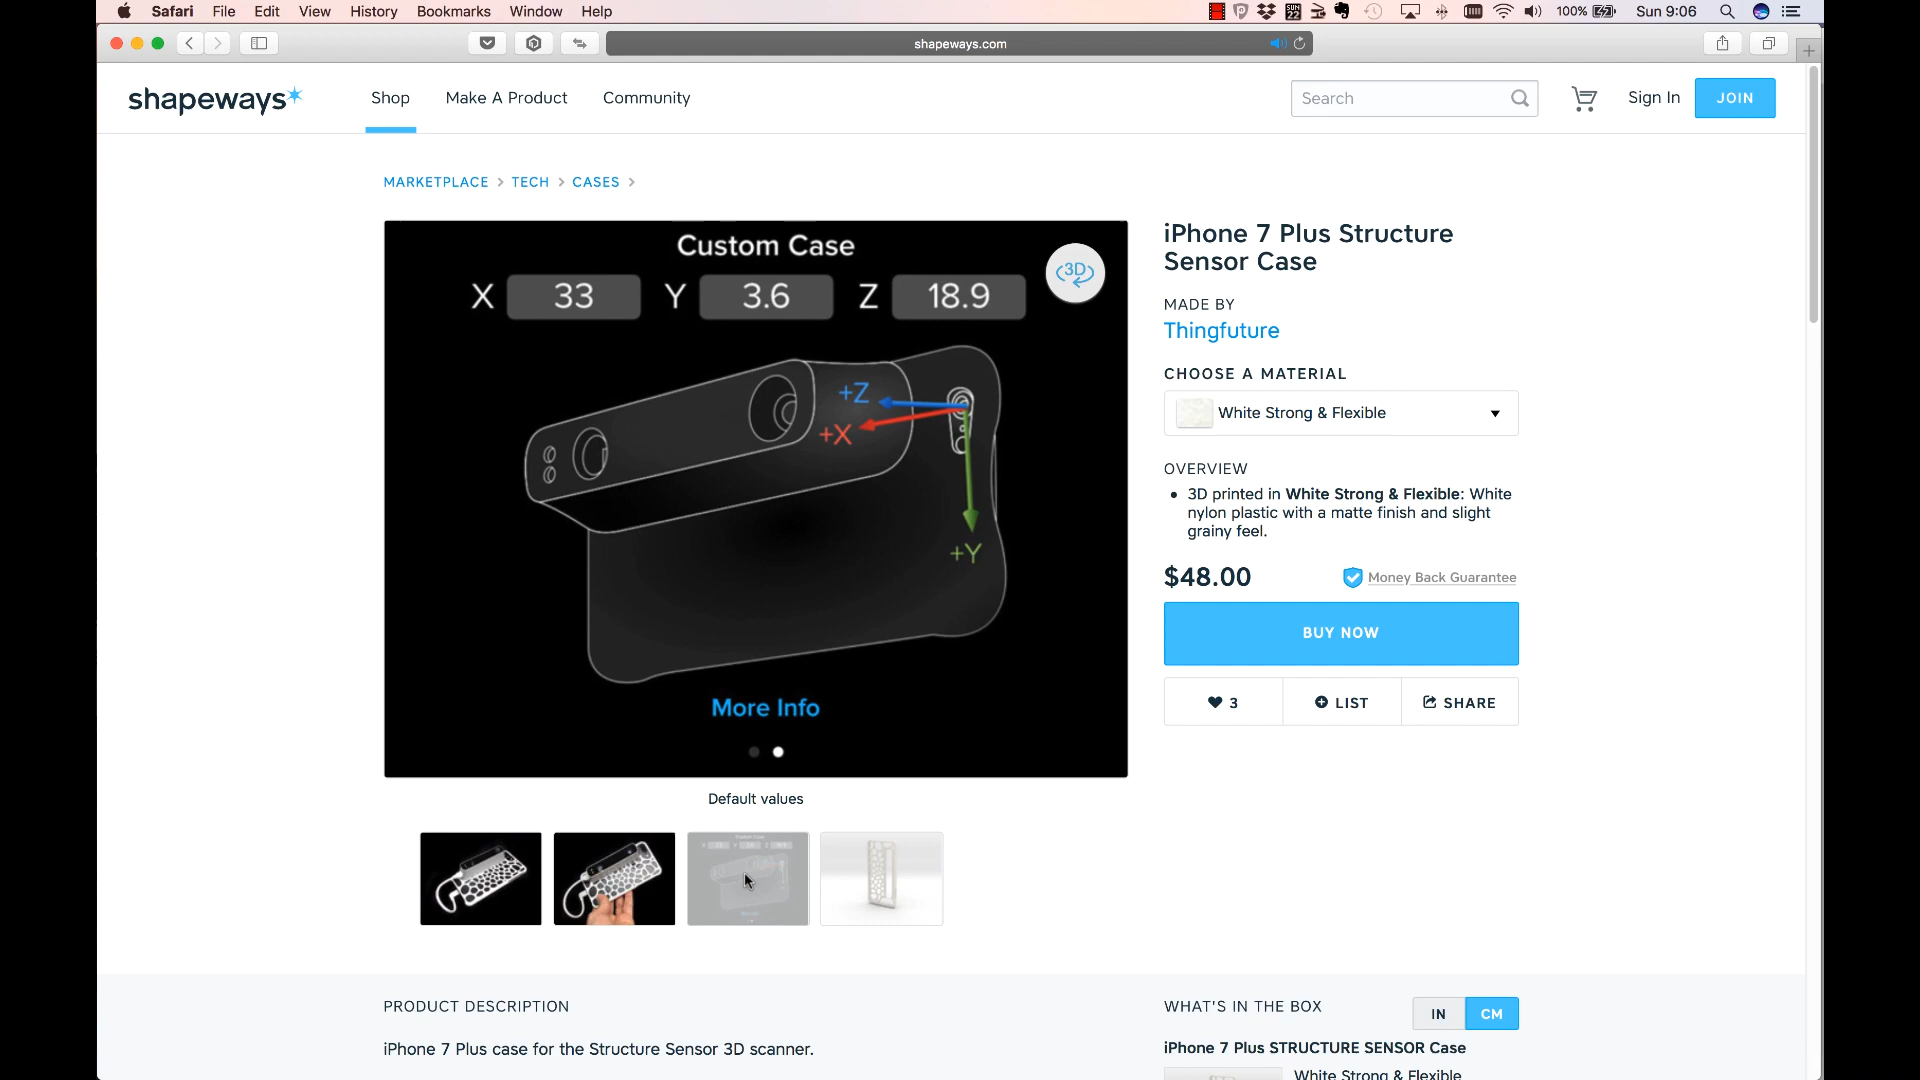 Safari File Edit View History Bookmarks Window Help
SUN 22
100%
Sun 9:06
shapeways.com
shapeways
Shop Make A Product Community
Search
Sign In
JOIN
MARKETPLACE > TECH > CASES >
Custom Case
X 33 Y 3.6 Z 18.9
3D
+Z
+X
+Y
More Info
Default values
iPhone 7 Plus Structure
Sensor Case
MADE BY
Thingfuture
CHOOSE A MATERIAL
White Strong & Flexible
OVERVIEW
• 3D printed in White Strong & Flexible: White
nylon plastic with a matte finish and slight
grainy feel.
$48.00
Money Back Guarantee
BUY NOW
3
LIST
SHARE
PRODUCT DESCRIPTION
iPhone 7 Plus case for the Structure Sensor 3D scanner.
WHAT'S IN THE BOX
IN CM
iPhone 7 Plus STRUCTURE SENSOR Case
White Strong & Flexible